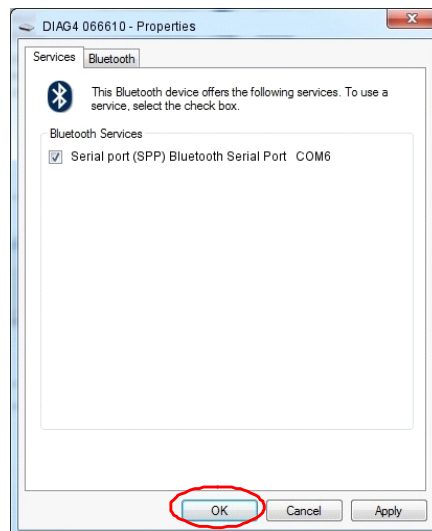 DIAG4 066610 - Properties
Services
Bluetooth
This Bluetooth device offers the following services. To use a
service, select the check box.
Bluetooth Services
Serial port (SPP) Bluetooth Serial Port COM6
OK
Cancel
Apply